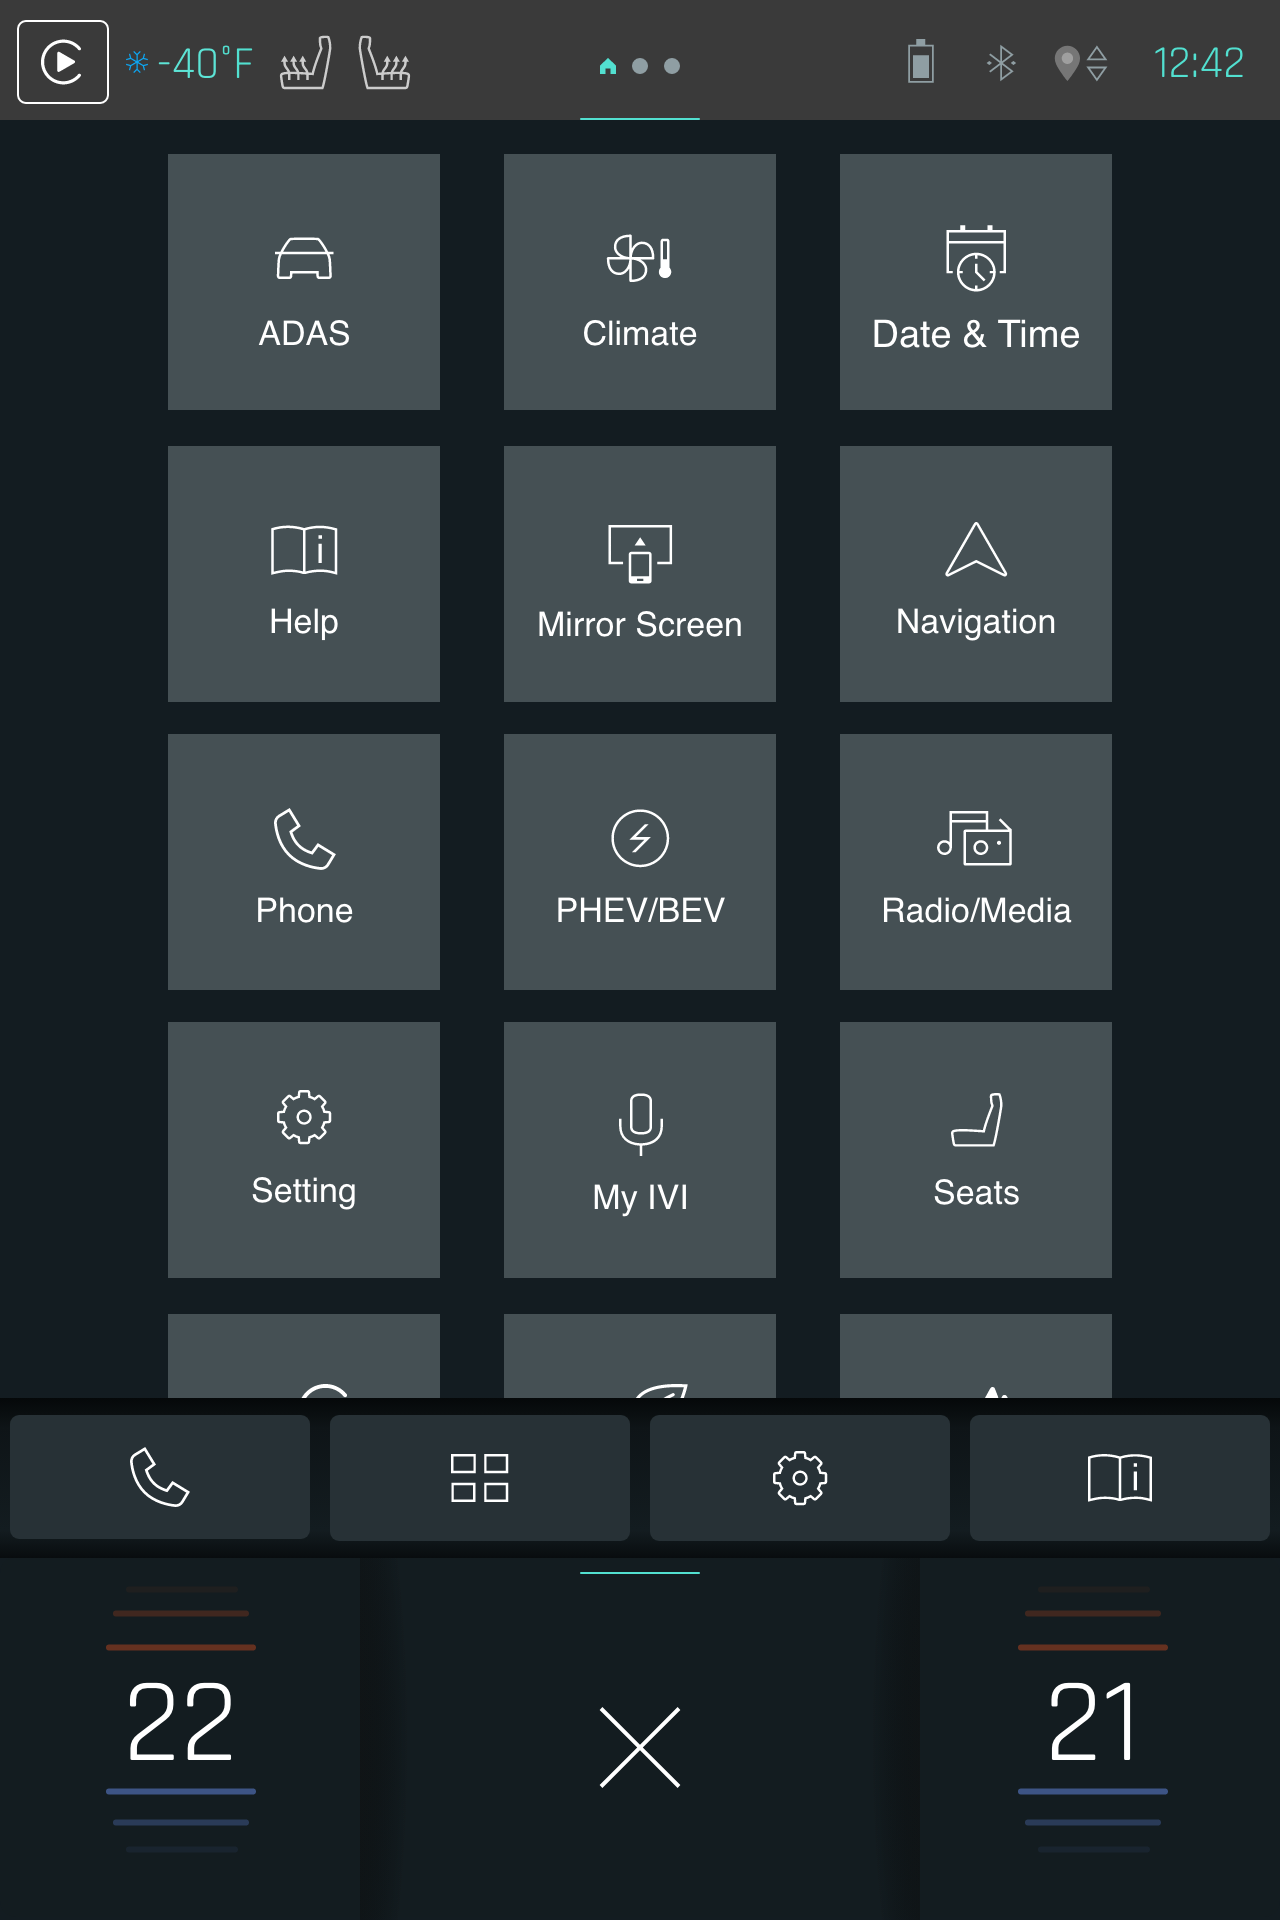 -40°F
12:42
ADAS
Climate
Date & Time
Help
Mirror Screen
Navigation
Phone
PHEV/BEV
Radio/Media
Setting
My IVI
Seats
22
21